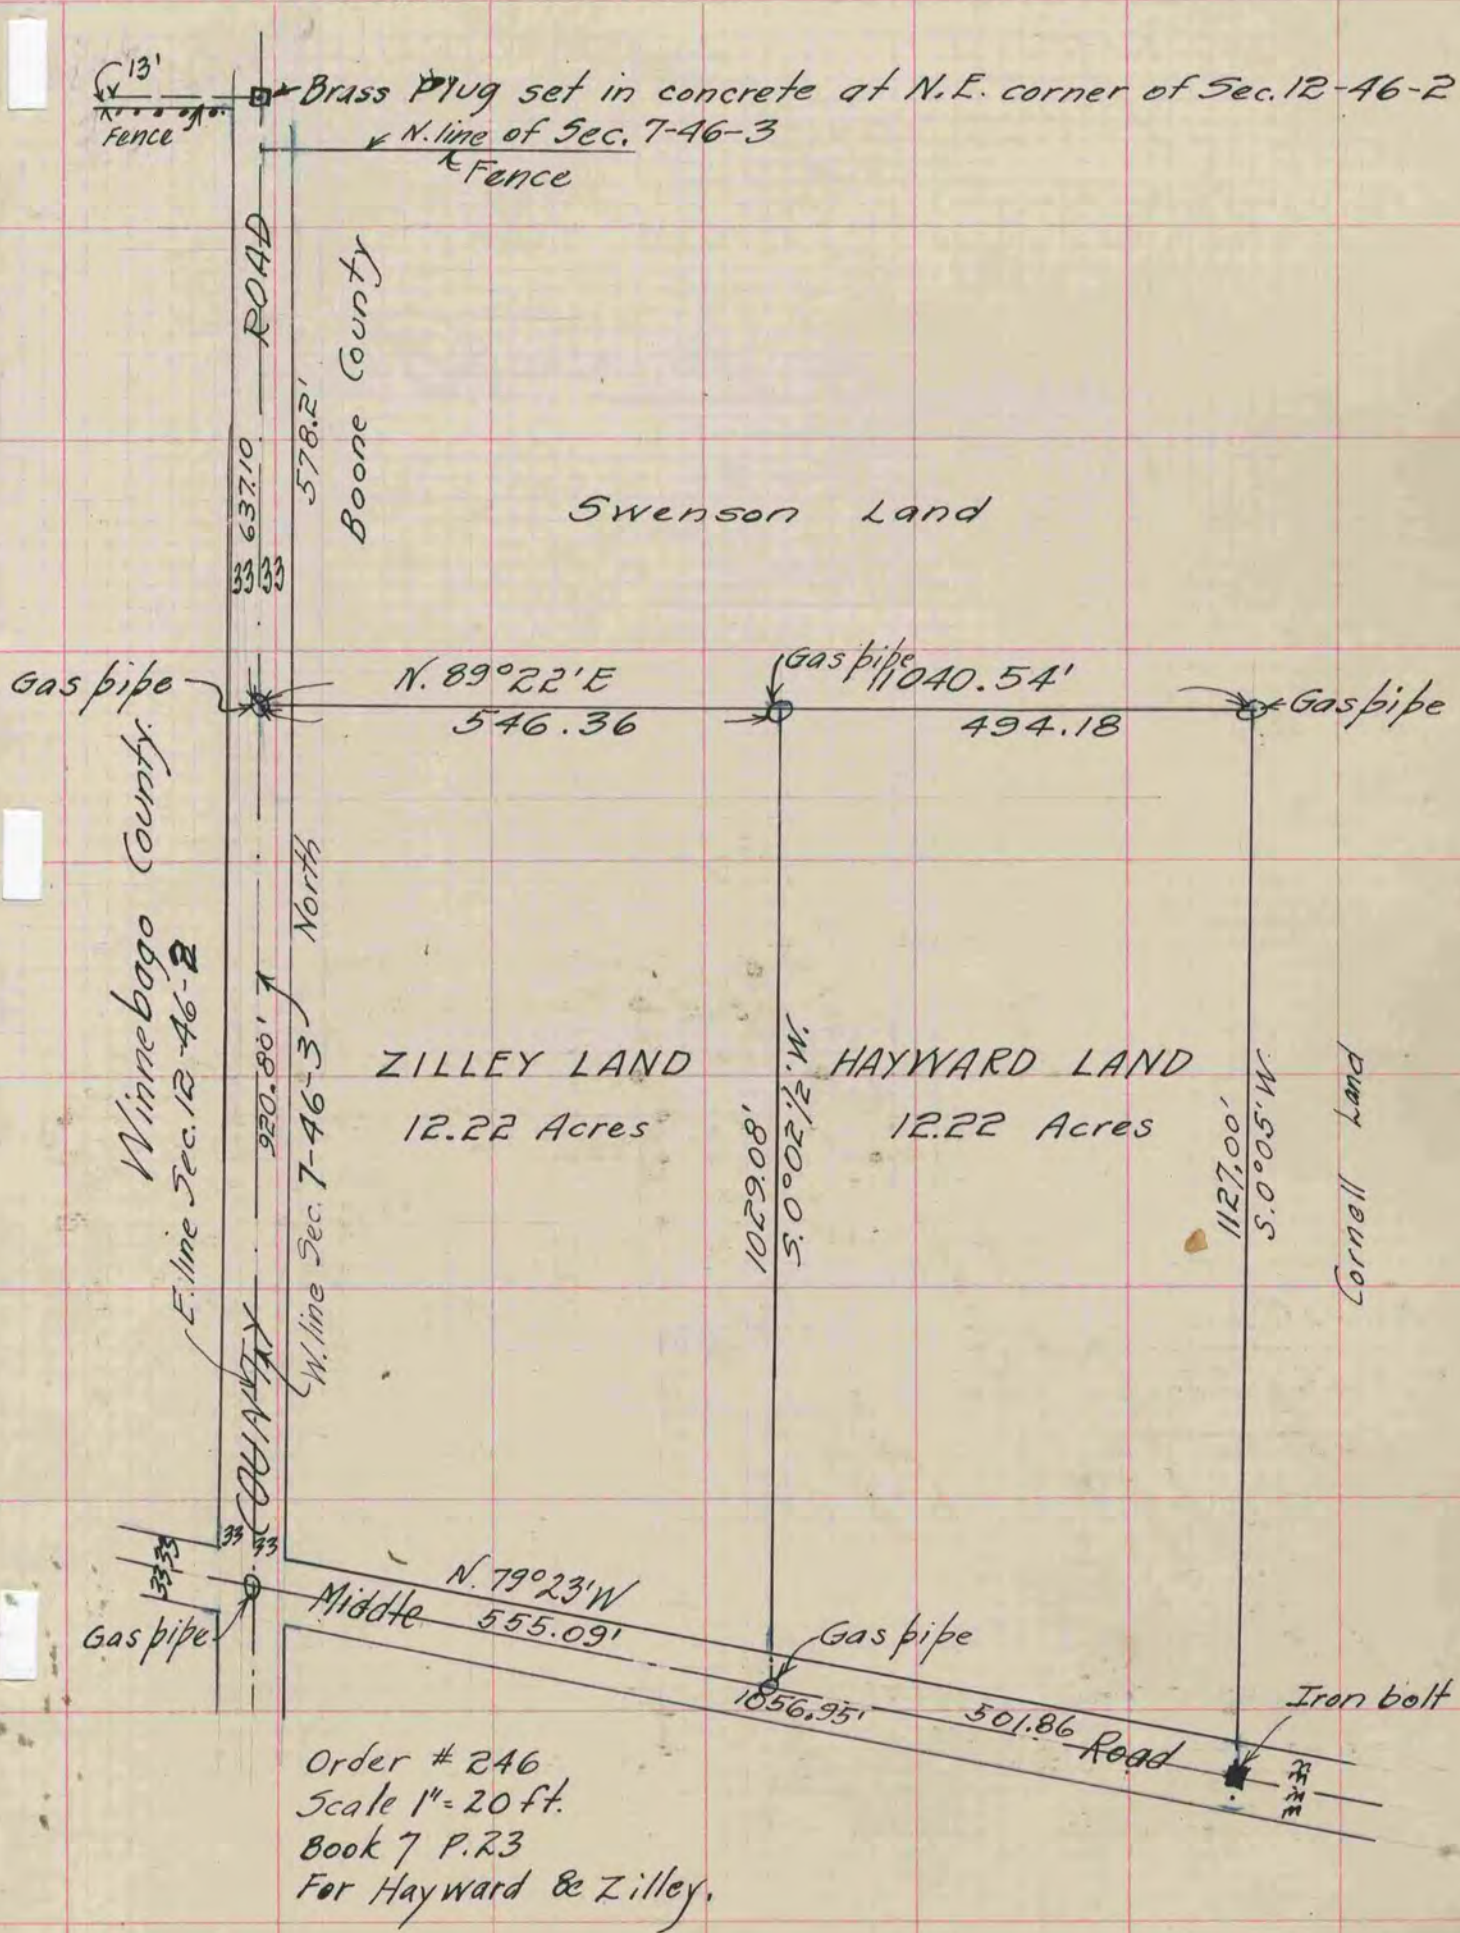 13'
Fence
Brass Plug set in concrete at N.E. corner of Sec. 12-46-2
N. line of Sec. 7-46-3
Fence
ROAD
637.10
578.2'
Boone County
33 33
Swenson Land
Gas pipe
N. 89°22'E
546.36
Gas pipe
1040.54'
494.18
Gas pipe
Winnebago County.
E. line Sec. 12-46-2
920.80'
North
W. line Sec. 7-46-3
COUNTY
ZILLEY LAND
12.22 Acres
1029.08'
S. 0°02½'W.
HAYWARD LAND
12.22 Acres
1127.00'
S. 0°05'W.
Cornell Land
33 33
33 33
Gas pipe
N. 79°23'W
Middle 555.09'
Gas pipe
1056.95'
501.86
Road
Iron bolt
33 33
Order # 246
Scale 1" = 20 ft.
Book 7 P. 23
For Hayward & Zilley.